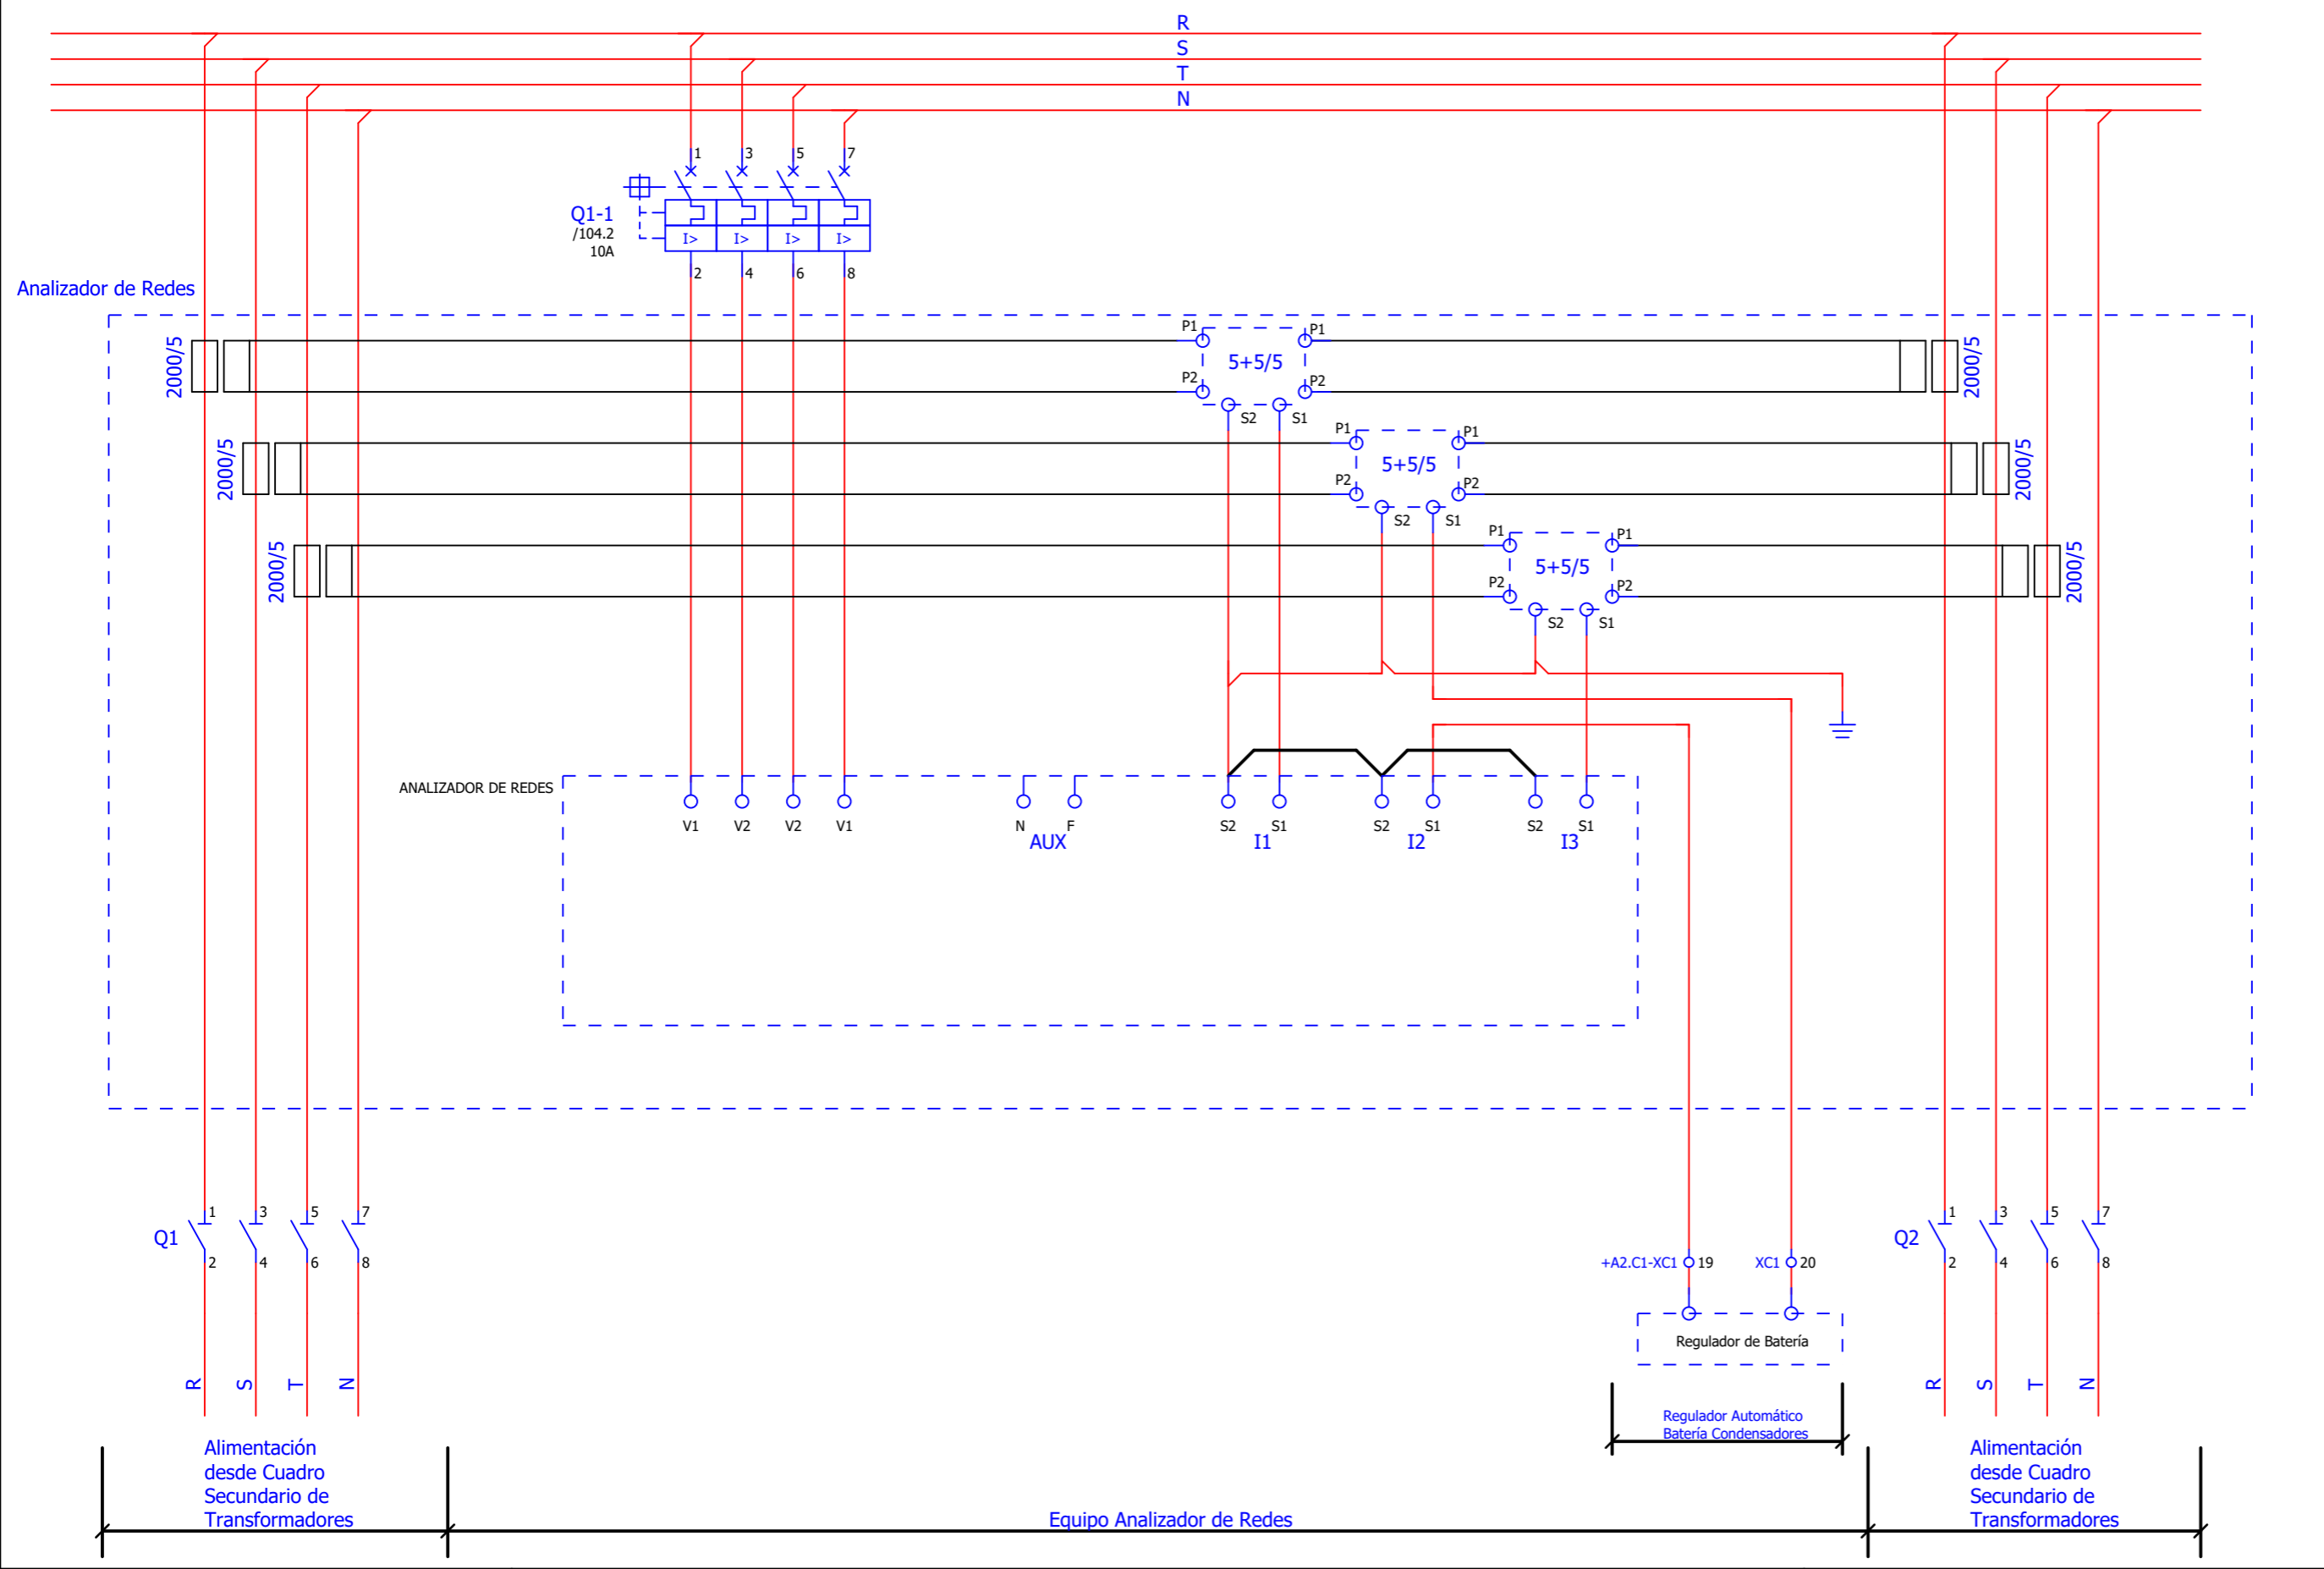 R
S
T
N
1 3 5 7
Q1-1
/104.2
10A
I> I> I> I>
2 4 6 8
Analizador de Redes
2000/5
P1 P1
5+5/5
P2 P2
S2 S1
2000/5
2000/5
P1 P1
5+5/5
P2 P2
S2 S1
2000/5
2000/5
P1 P1
5+5/5
P2 P2
S2 S1
2000/5
ANALIZADOR DE REDES
V1 V2 V2 V1 N F S2 S1 S2 S1 S2 S1
AUX I1 I2 I3
Q1
1 3 5 7
2 4 6 8
+A2.C1-XC1 19 XC1 20
Q2
1 3 5 7
2 4 6 8
Regulador de Batería
R S T N
R S T N
Regulador Automático
Batería Condensadores
Alimentación
desde Cuadro
Secundario de
Transformadores
Equipo Analizador de Redes
Alimentación
desde Cuadro
Secundario de
Transformadores